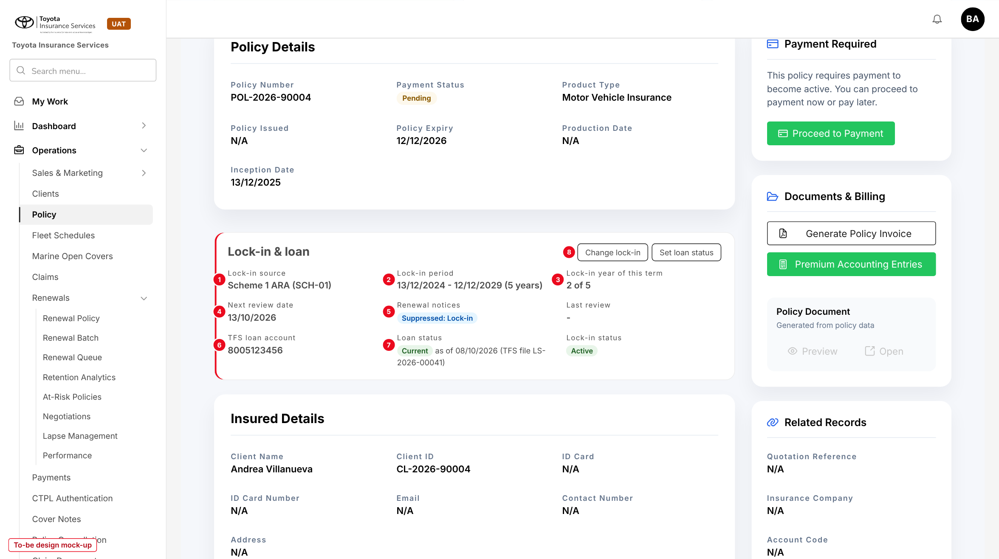 Toyota
Insurance Services
UAT
Toyota Insurance Services
Search menu...
My Work
Dashboard
Operations
Sales & Marketing
Clients
Policy
Fleet Schedules
Marine Open Covers
Claims
Renewals
Renewal Policy
Renewal Batch
Renewal Queue
Retention Analytics
At-Risk Policies
Negotiations
Lapse Management
Performance
Payments
CTPL Authentication
Cover Notes
To-be design mock-up
BA
Policy Details
Policy Number
POL-2026-90004
Payment Status
Pending
Product Type
Motor Vehicle Insurance
Policy Issued
N/A
Policy Expiry
12/12/2026
Production Date
N/A
Inception Date
13/12/2025
Lock-in & loan
8
Change lock-in
Set loan status
1
Lock-in source
Scheme 1 ARA (SCH-01)
2
Lock-in period
13/12/2024 - 12/12/2029 (5 years)
3
Lock-in year of this term
2 of 5
4
Next review date
13/10/2026
5
Renewal notices
Suppressed: Lock-in
Last review
-
6
TFS loan account
8005123456
7
Loan status
Current as of 08/10/2026 (TFS file LS-
2026-00041)
Lock-in status
Active
Insured Details
Client Name
Andrea Villanueva
Client ID
CL-2026-90004
ID Card
N/A
ID Card Number
N/A
Email
N/A
Contact Number
N/A
Address
N/A
Payment Required
This policy requires payment to
become active. You can proceed to
payment now or pay later.
Proceed to Payment
Documents & Billing
Generate Policy Invoice
Premium Accounting Entries
Policy Document
Generated from policy data
Preview
Open
Related Records
Quotation Reference
N/A
Insurance Company
N/A
Account Code
N/A